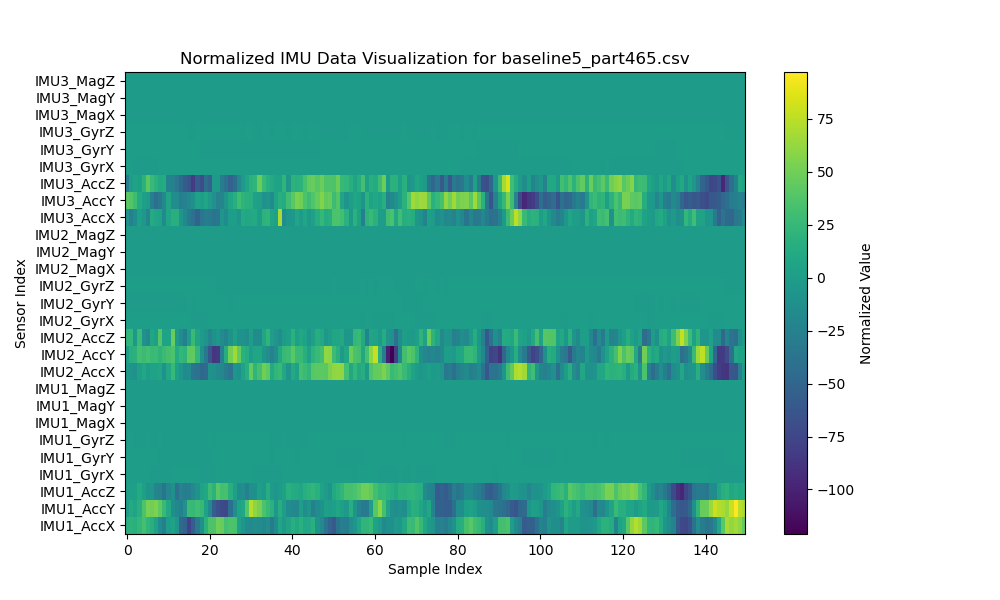 Normalized IMU Data Visualization for baseline5_part465.csv
IMU3_MagZ
IMU3_MagY
IMU3_MagX
IMU3_GyrZ
IMU3_GyrY
IMU3_GyrX
IMU3_AccZ
IMU3_AccY
IMU3_AccX
IMU2_MagZ
IMU2_MagY
IMU2_MagX
IMU2_GyrZ
IMU2_GyrY
IMU2_GyrX
IMU2_AccZ
IMU2_AccY
IMU2_AccX
IMU1_MagZ
IMU1_MagY
IMU1_MagX
IMU1_GyrZ
IMU1_GyrY
IMU1_GyrX
IMU1_AccZ
IMU1_AccY
IMU1_AccX
Sensor Index
0 20 40 60 80 100 120 140
Sample Index
75
50
25
0
−25
−50
−75
−100
Normalized Value